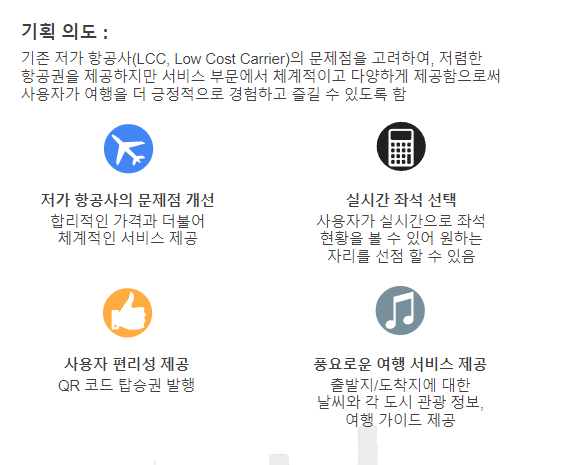 기획 의도 :
기존 저가 항공사(LCC, Low Cost Carrier)의 문제점을 고려하여, 저렴한
항공권을 제공하지만 서비스 부문에서 체계적이고 다양하게 제공함으로써
사용자가 여행을 더 긍정적으로 경험하고 즐길 수 있도록 함
저가 항공사의 문제점 개선
합리적인 가격과 더불어
체계적인 서비스 제공
실시간 좌석 선택
사용자가 실시간으로 좌석
현황을 볼 수 있어 원하는
자리를 선점 할 수 있음
사용자 편리성 제공
QR 코드 탑승권 발행
풍요로운 여행 서비스 제공
출발지/도착지에 대한
날씨와 각 도시 관광 정보,
여행 가이드 제공